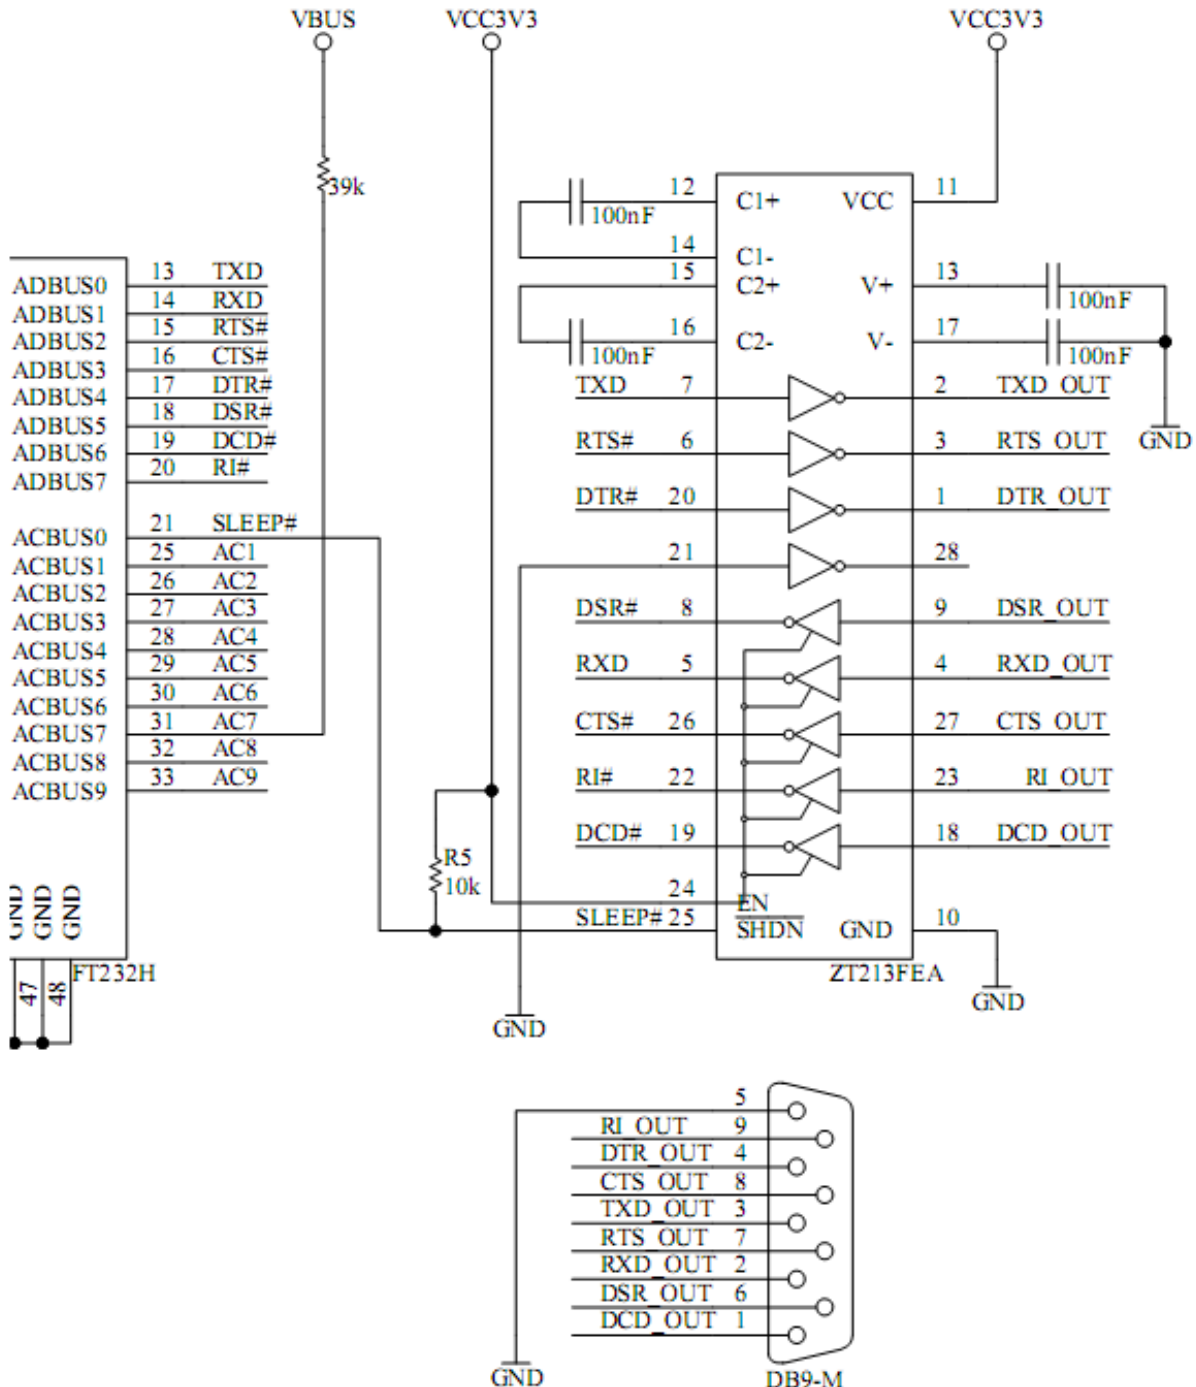 VBUS VCC3V3 VCC3V3
39k
12 C1+ VCC 11
100nF
14 C1-
15 C2+ V+ 13
100nF
16 C2- V- 17
100nF 100nF
ADBUS0 13 TXD
ADBUS1 14 RXD
ADBUS2 15 RTS#
ADBUS3 16 CTS#
ADBUS4 17 DTR#
ADBUS5 18 DSR#
ADBUS6 19 DCD#
ADBUS7 20 RI#
ACBUS0 21 SLEEP#
ACBUS1 25 AC1
ACBUS2 26 AC2
ACBUS3 27 AC3
ACBUS4 28 AC4
ACBUS5 29 AC5
ACBUS6 30 AC6
ACBUS7 31 AC7
ACBUS8 32 AC8
ACBUS9 33 AC9
GND GND GND
47 48
FT232H
TXD 7 2 TXD_OUT
RTS# 6 3 RTS_OUT
GND
DTR# 20 1 DTR_OUT
21 28
DSR# 8 9 DSR_OUT
RXD 5 4 RXD_OUT
CTS# 26 27 CTS_OUT
RI# 22 23 RI_OUT
DCD# 19 18 DCD_OUT
R5
10k
24 EN
SLEEP# 25 SHDN GND 10
ZT213FEA
GND
GND
5
RI_OUT 9
DTR_OUT 4
CTS_OUT 8
TXD_OUT 3
RTS_OUT 7
RXD_OUT 2
DSR_OUT 6
DCD_OUT 1
GND
DB9-M